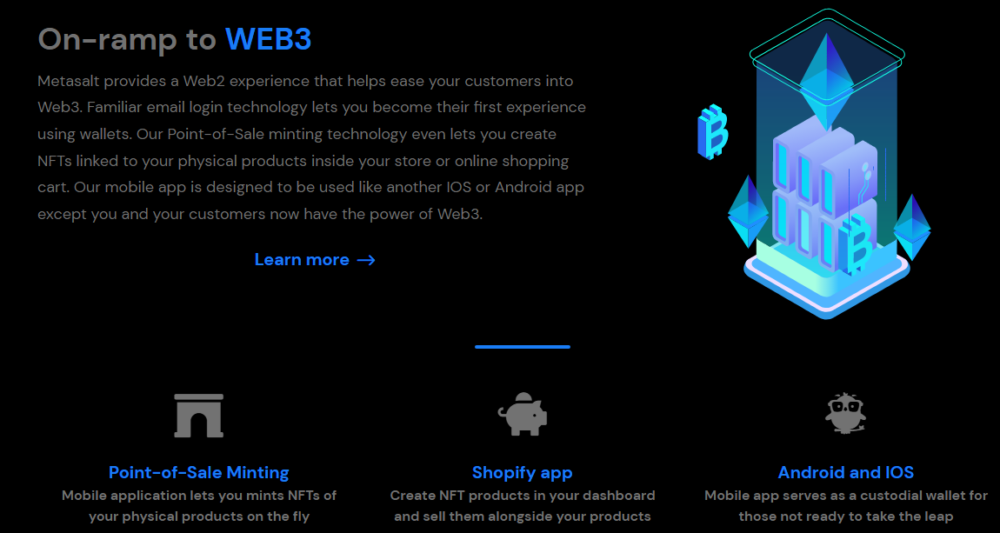 On-ramp to WEB3
Metasalt provides a Web2 experience that helps ease your customers into
Web3. Familiar email login technology lets you become their first experience
using wallets. Our Point-of-Sale minting technology even lets you create
NFTs linked to your physical products inside your store or online shopping
cart. Our mobile app is designed to be used like another IOS or Android app
except you and your customers now have the power of Web3.
Learn more →
Point-of-Sale Minting
Mobile application lets you mints NFTs of
your physical products on the fly
Shopify app
Create NFT products in your dashboard
and sell them alongside your products
Android and IOS
Mobile app serves as a custodial wallet for
those not ready to take the leap